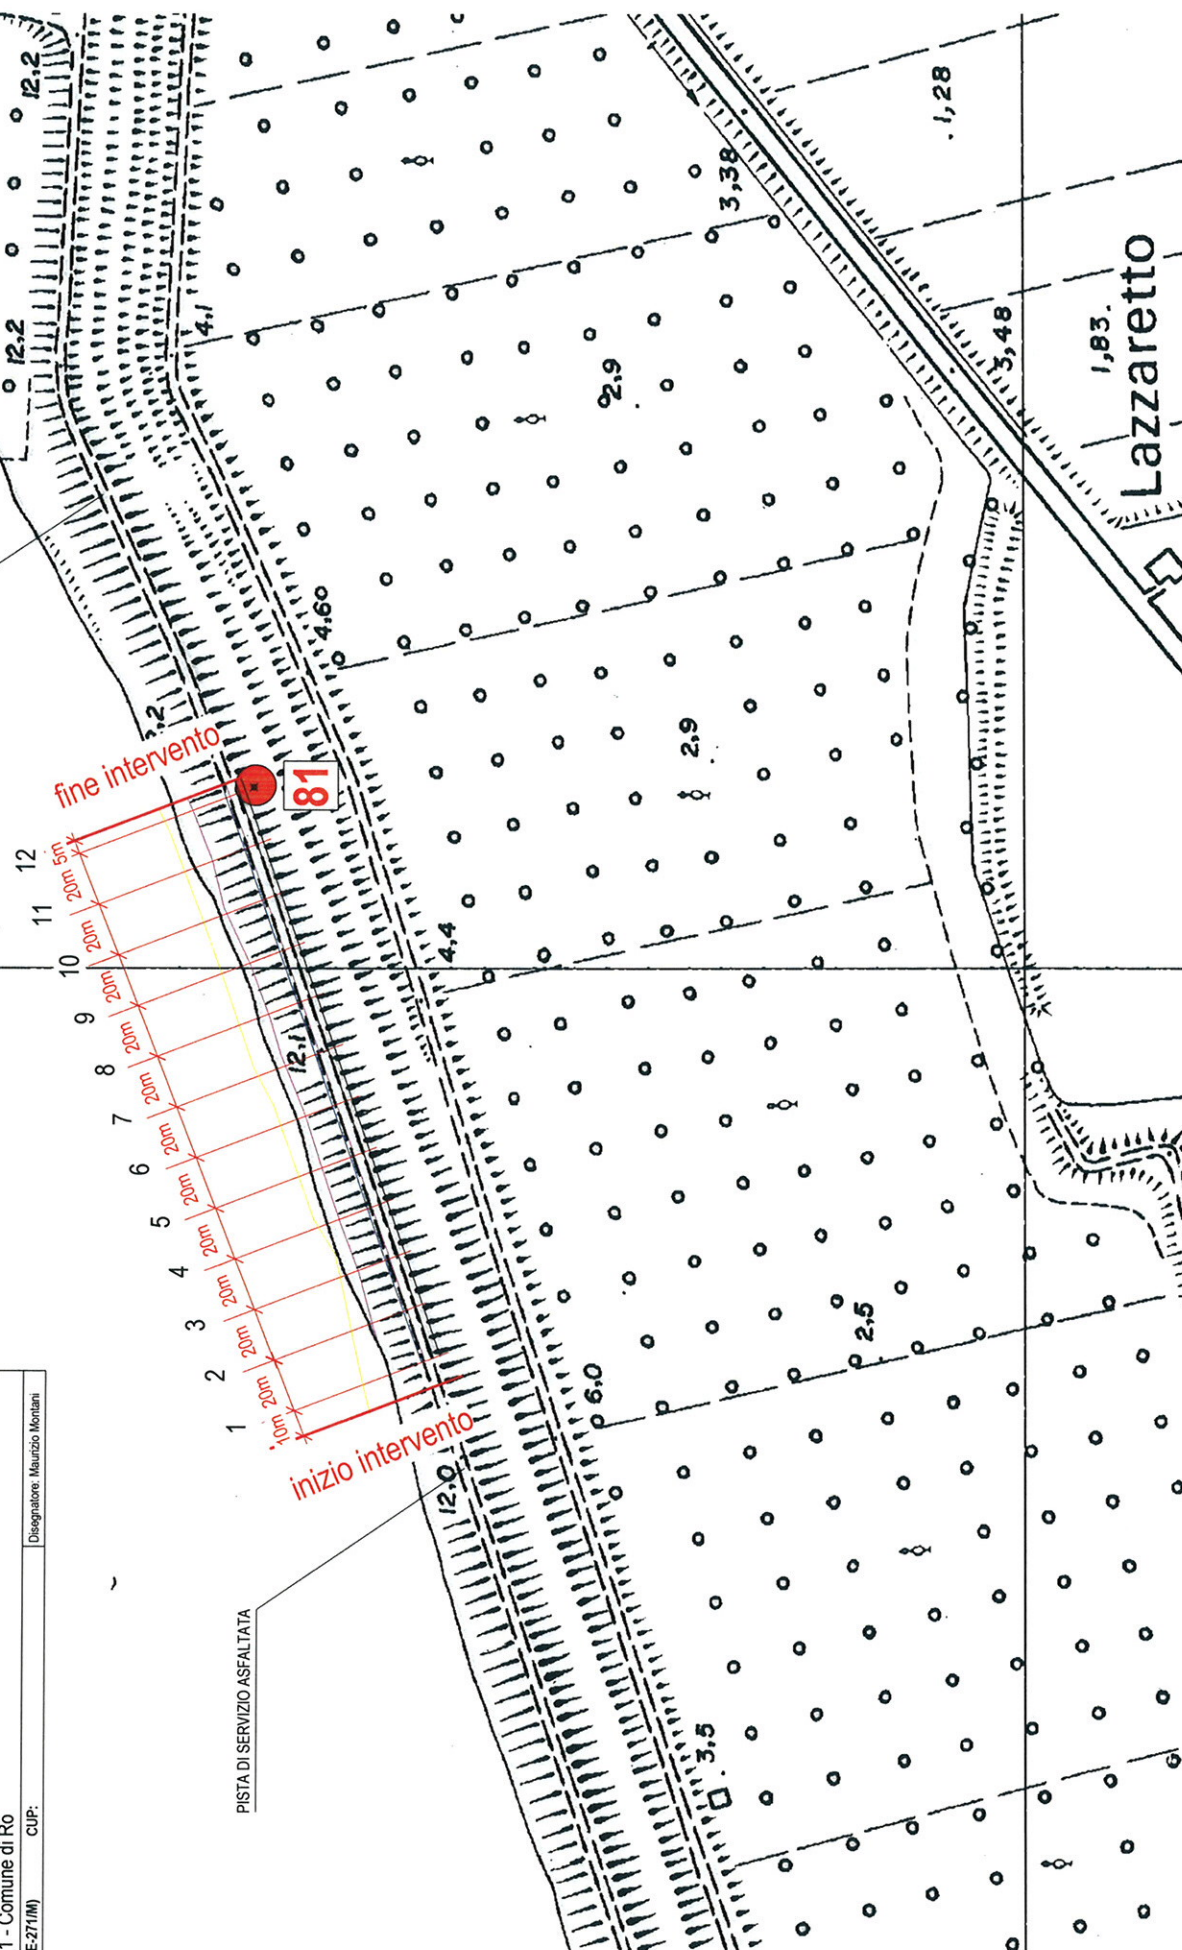 1 - Comune di Ro
E-271/M) CUP:
Disegnatore: Maurizio Montani
PISTA DI SERVIZIO ASFALTATA
inizio intervento
fine intervento
10m 20m 20m 20m 20m 20m 20m 20m 20m 20m 20m 20m 5m
1 2 3 4 5 6 7 8 9 10 11 12
81
12,2
12,2
12,1
12,0
4,1
4,60
4,4
6,0
3,5
2,9
2,9
2,5
3,38
3,48
1,28
1,83
Lazzaretto